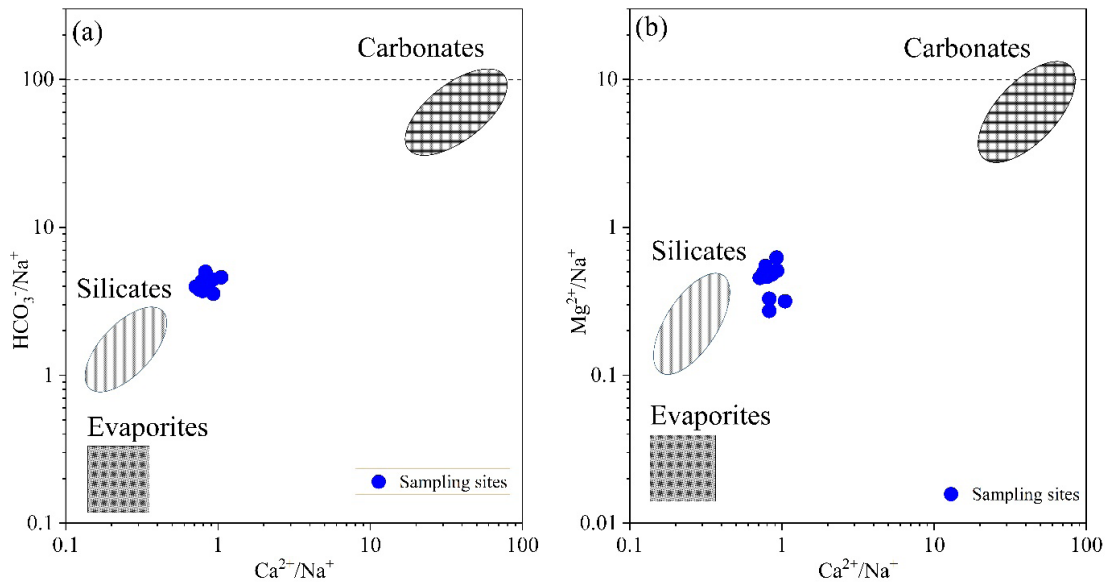 (a)
Carbonates
100
10
1
0.1
HCO₃⁻/Na⁺
Silicates
Evaporites
Sampling sites
0.1
1
10
100
Ca²⁺/Na⁺
(b)
Carbonates
10
1
0.1
0.01
Mg²⁺/Na⁺
Silicates
Evaporites
Sampling sites
0.1
1
10
100
Ca²⁺/Na⁻